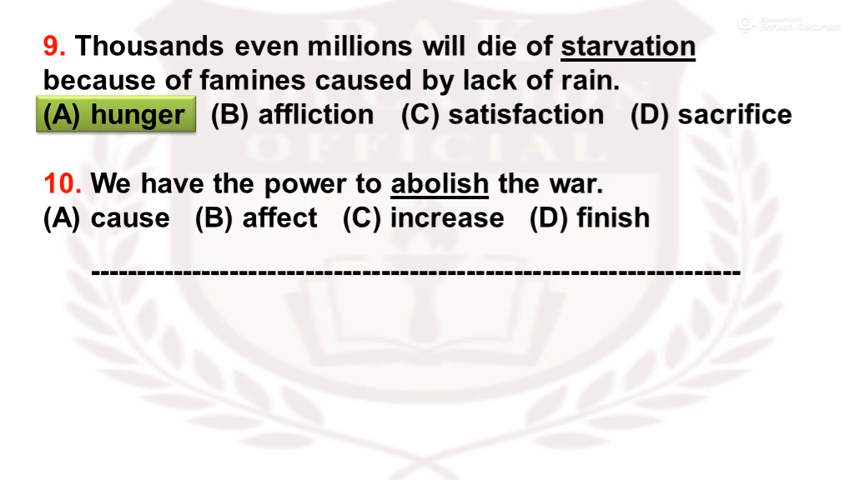 9. Thousands even millions will die of starvation
because of famines caused by lack of rain.
(A) hunger (B) affliction (C) satisfaction (D) sacrifice
OFFICIAL
10. We have the power to abolish the war.
(A) cause (B) affect (C) increase (D) finish
-----------------------------------------------------------------------